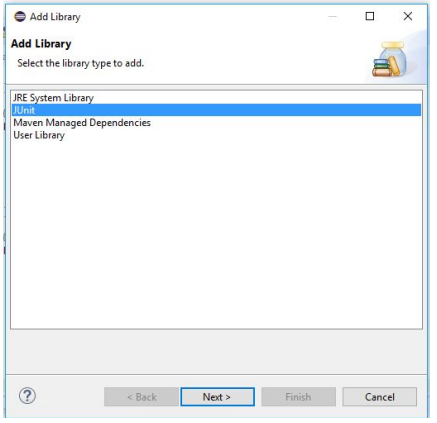 Add Library
Add Library
Select the library type to add.
JRE System Library
JUnit
Maven Managed Dependencies
User Library
? < Back Next > Finish Cancel